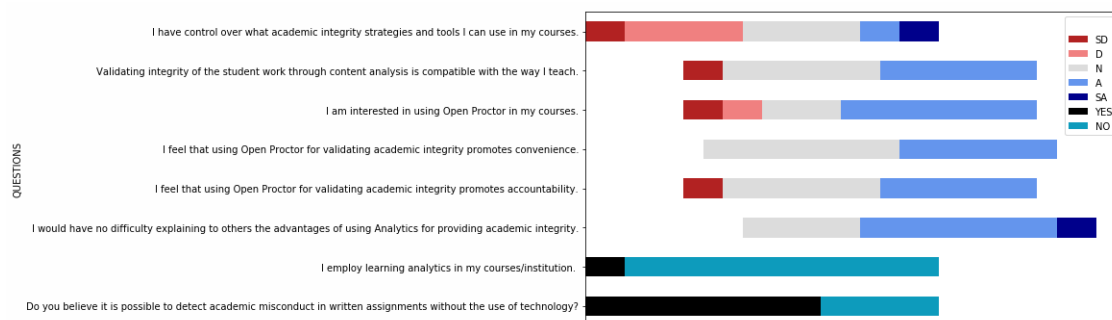 I have control over what academic integrity strategies and tools I can use in my courses.
Validating integrity of the student work through content analysis is compatible with the way I teach.
I am interested in using Open Proctor in my courses.
I feel that using Open Proctor for validating academic integrity promotes convenience.
I feel that using Open Proctor for validating academic integrity promotes accountability.
I would have no difficulty explaining to others the advantages of using Analytics for providing academic integrity.
I employ learning analytics in my courses/institution.
Do you believe it is possible to detect academic misconduct in written assignments without the use of technology?
QUESTIONS
SD
D
N
A
SA
YES
NO